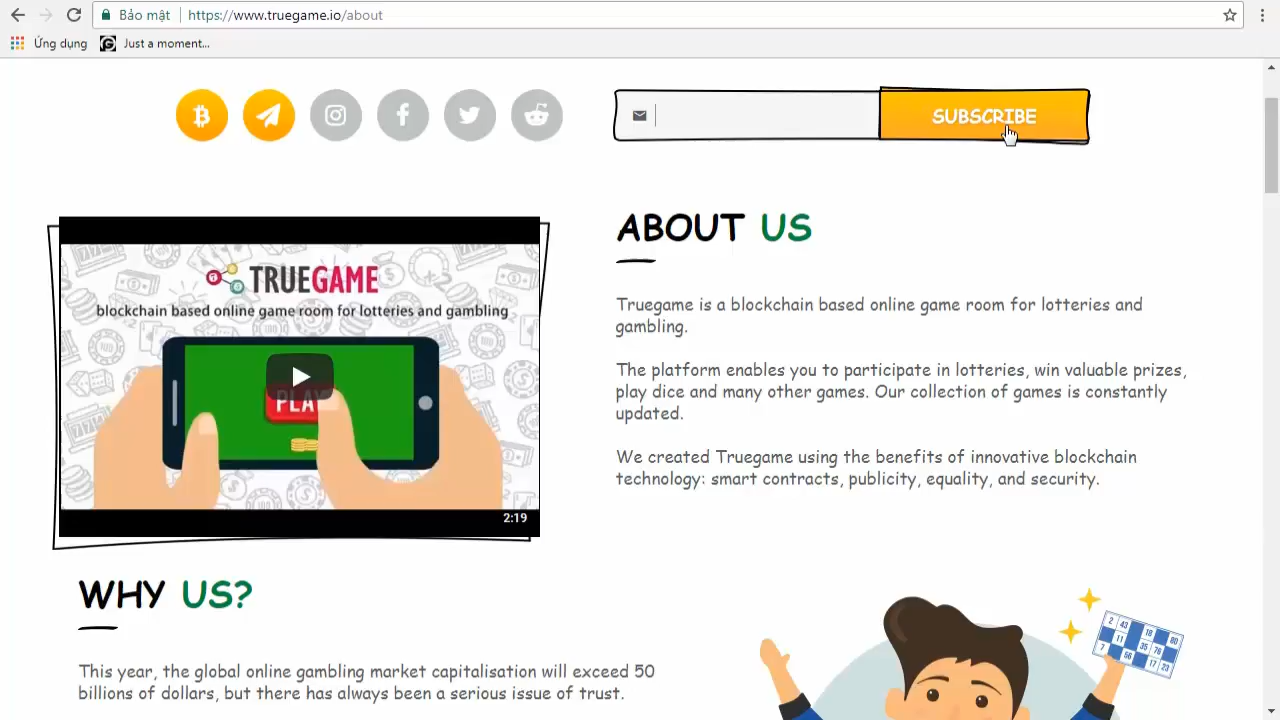 Bảo mật https://www.truegame.io/about
Ứng dụng Just a moment...
SUBSCRIBE
TRUEGAME
blockchain based online game room for lotteries and gambling
PLAY
2:19
ABOUT US
Truegame is a blockchain based online game room for lotteries and
gambling.
The platform enables you to participate in lotteries, win valuable prizes,
play dice and many other games. Our collection of games is constantly
updated.
We created Truegame using the benefits of innovative blockchain
technology: smart contracts, publicity, equality, and security.
WHY US?
This year, the global online gambling market capitalisation will exceed 50
billions of dollars, but there has always been a serious issue of trust.